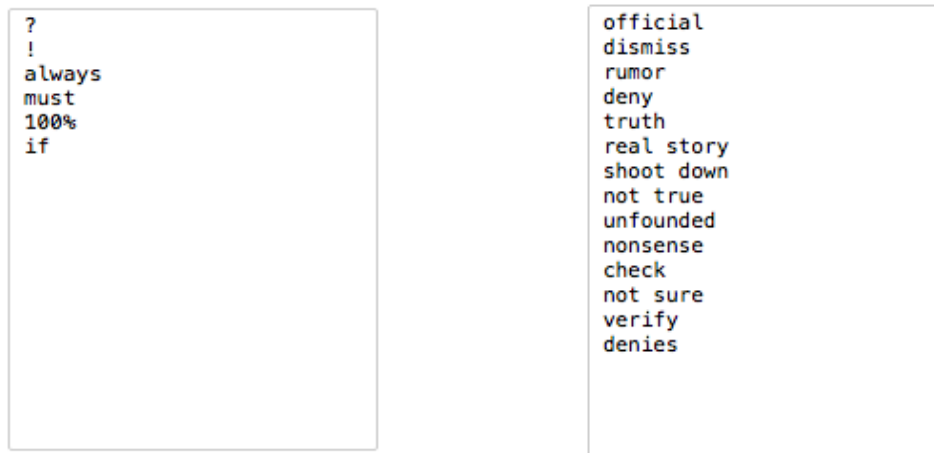 ?
!
always
must
100%
if
official
dismiss
rumor
deny
truth
real story
shoot down
not true
unfounded
nonsense
check
not sure
verify
denies